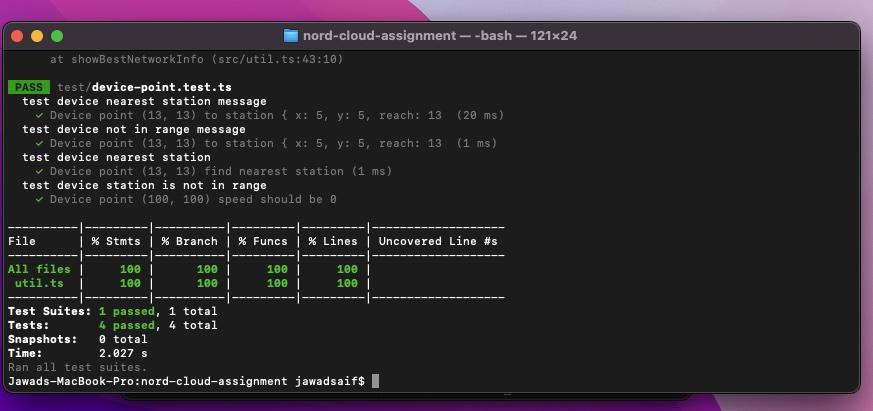 nord-cloud-assignment — -bash — 121×24
at showBestNetworkInfo (src/util.ts:43:10)
PASS test/device-point.test.ts
test device nearest station message
✓ Device point (13, 13) to station { x: 5, y: 5, reach: 13 (20 ms)
test device not in range message
✓ Device point (13, 13) to station { x: 5, y: 5, reach: 13 (1 ms)
test device nearest station
✓ Device point (13, 13) find nearest station (1 ms)
test device station is not in range
✓ Device point (100, 100) speed should be 0
----------|---------|----------|---------|---------|-------------------
File | % Stmts | % Branch | % Funcs | % Lines | Uncovered Line #s
----------|---------|----------|---------|---------|-------------------
All files | 100 | 100 | 100 | 100 |
util.ts | 100 | 100 | 100 | 100 |
----------|---------|----------|---------|---------|-------------------
Test Suites: 1 passed, 1 total
Tests: 4 passed, 4 total
Snapshots: 0 total
Time: 2.027 s
Ran all test suites.
Jawads-MacBook-Pro:nord-cloud-assignment jawadsaif$